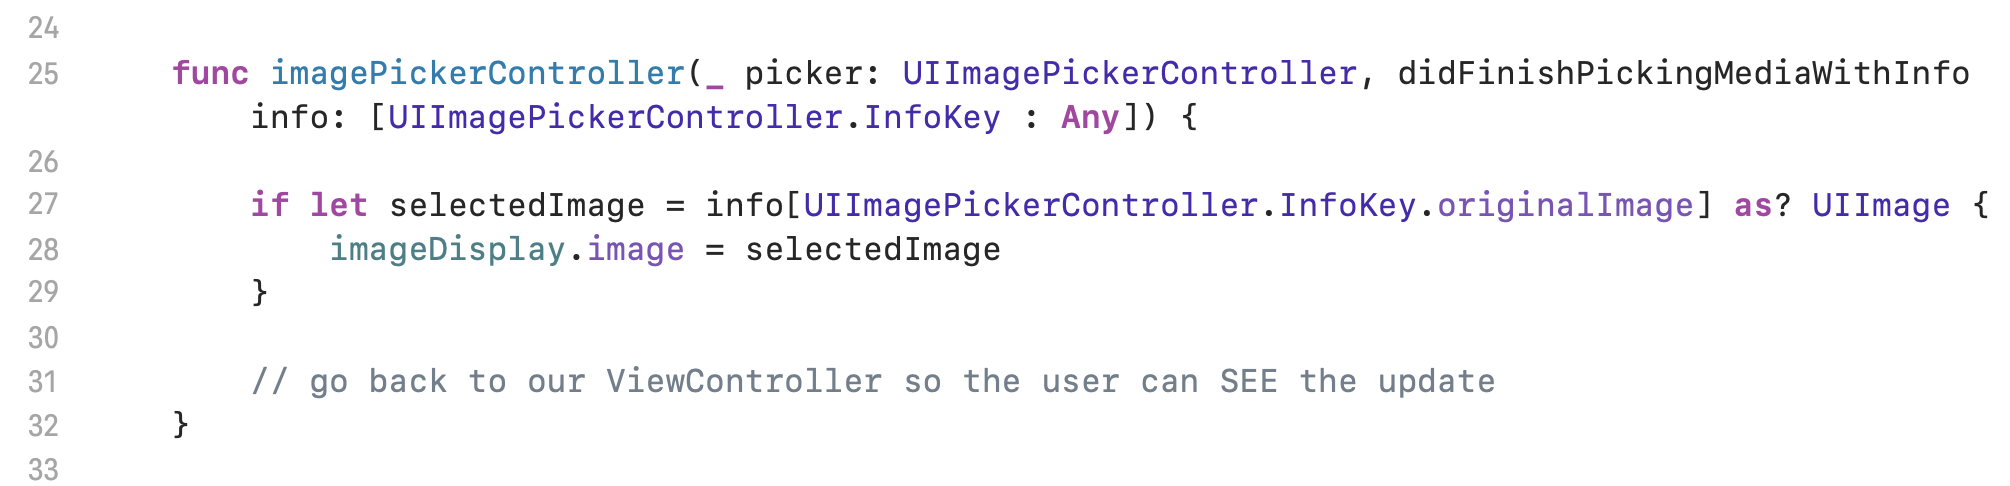 24
25 func imagePickerController(_ picker: UIImagePickerController, didFinishPickingMediaWithInfo
info: [UIImagePickerController.InfoKey : Any]) {
26
27 if let selectedImage = info[UIImagePickerController.InfoKey.originalImage] as? UIImage {
28 imageDisplay.image = selectedImage
29 }
30
31 // go back to our ViewController so the user can SEE the update
32 }
33